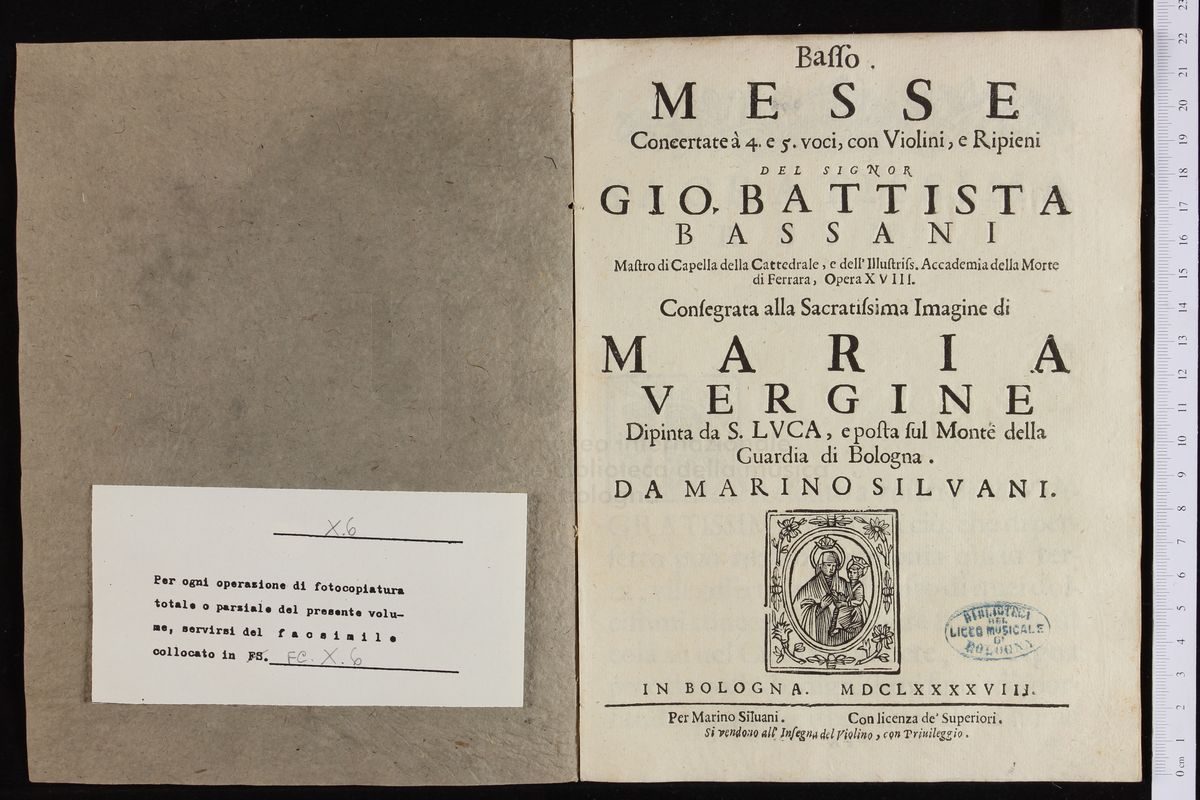 X.6
Per ogni operazione di fotocopiatura
totale o parziale del presente volu-
me, servirsi del facsimile
collocato in FS. FC. X.6
Basso.
MESSE
Concertate à 4. e 5. voci, con Violini, e Ripieni
DEL SIGNOR
GIO. BATTISTA
BASSANI
Maſtro di Capella della Cattedrale, e dell'Illuſtriſs. Accademia della Morte
di Ferrara, Opera XVIII.
Conſegrata alla Sacratiſsima Imagine di
MARIA
VERGINE
Dipinta da S. LVCA, e poſta ſul Monte della
Guardia di Bologna.
DA MARINO SILVANI.
BIBLIOTECA
DEL
LICEO MUSICALE
DI
BOLOGNA
IN BOLOGNA. MDCLXXXXVIII.
Per Marino Siluani. Con licenza de' Superiori.
Si vendono all' Inſegna del Violino, con Priuileggio.